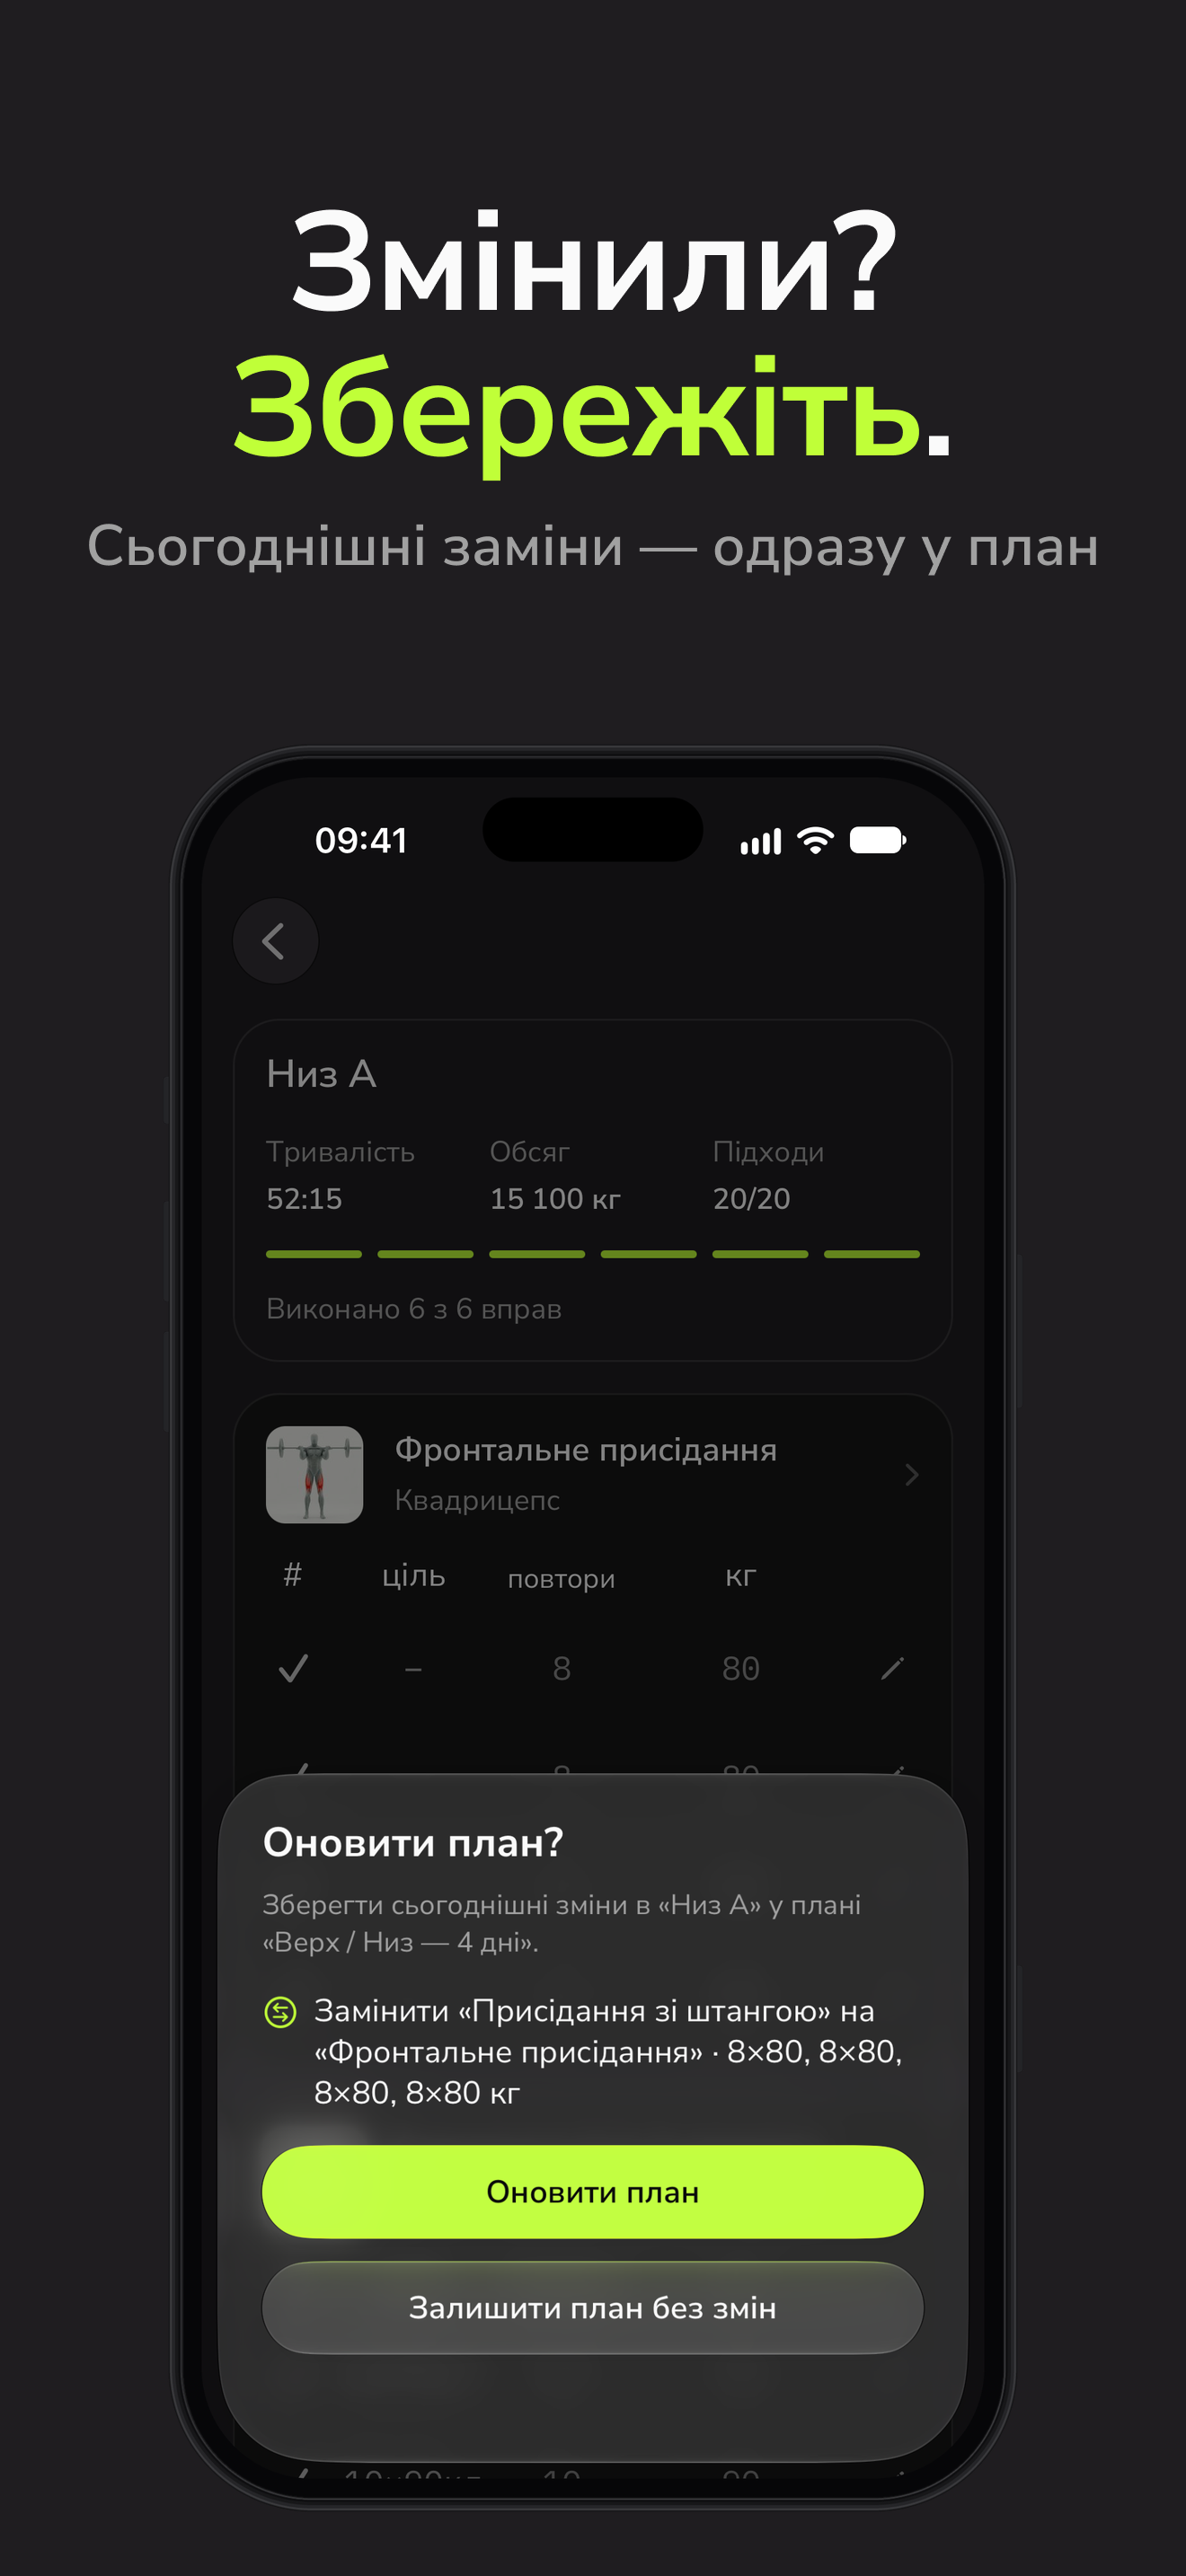 Змінили?
Збережіть.
Сьогоднішні заміни — одразу у план
09:41
Низ А
Тривалість Обсяг Підходи
52:15 15 100 кг 20/20
Виконано 6 з 6 вправ
Фронтальне присідання
Квадрицепс
# ціль повтори кг
– 8 80
Оновити план?
Зберегти сьогоднішні зміни в «Низ А» у плані
«Верх / Низ — 4 дні».
Замінити «Присідання зі штангою» на
«Фронтальне присідання» · 8×80, 8×80,
8×80, 8×80 кг
Оновити план
Залишити план без змін